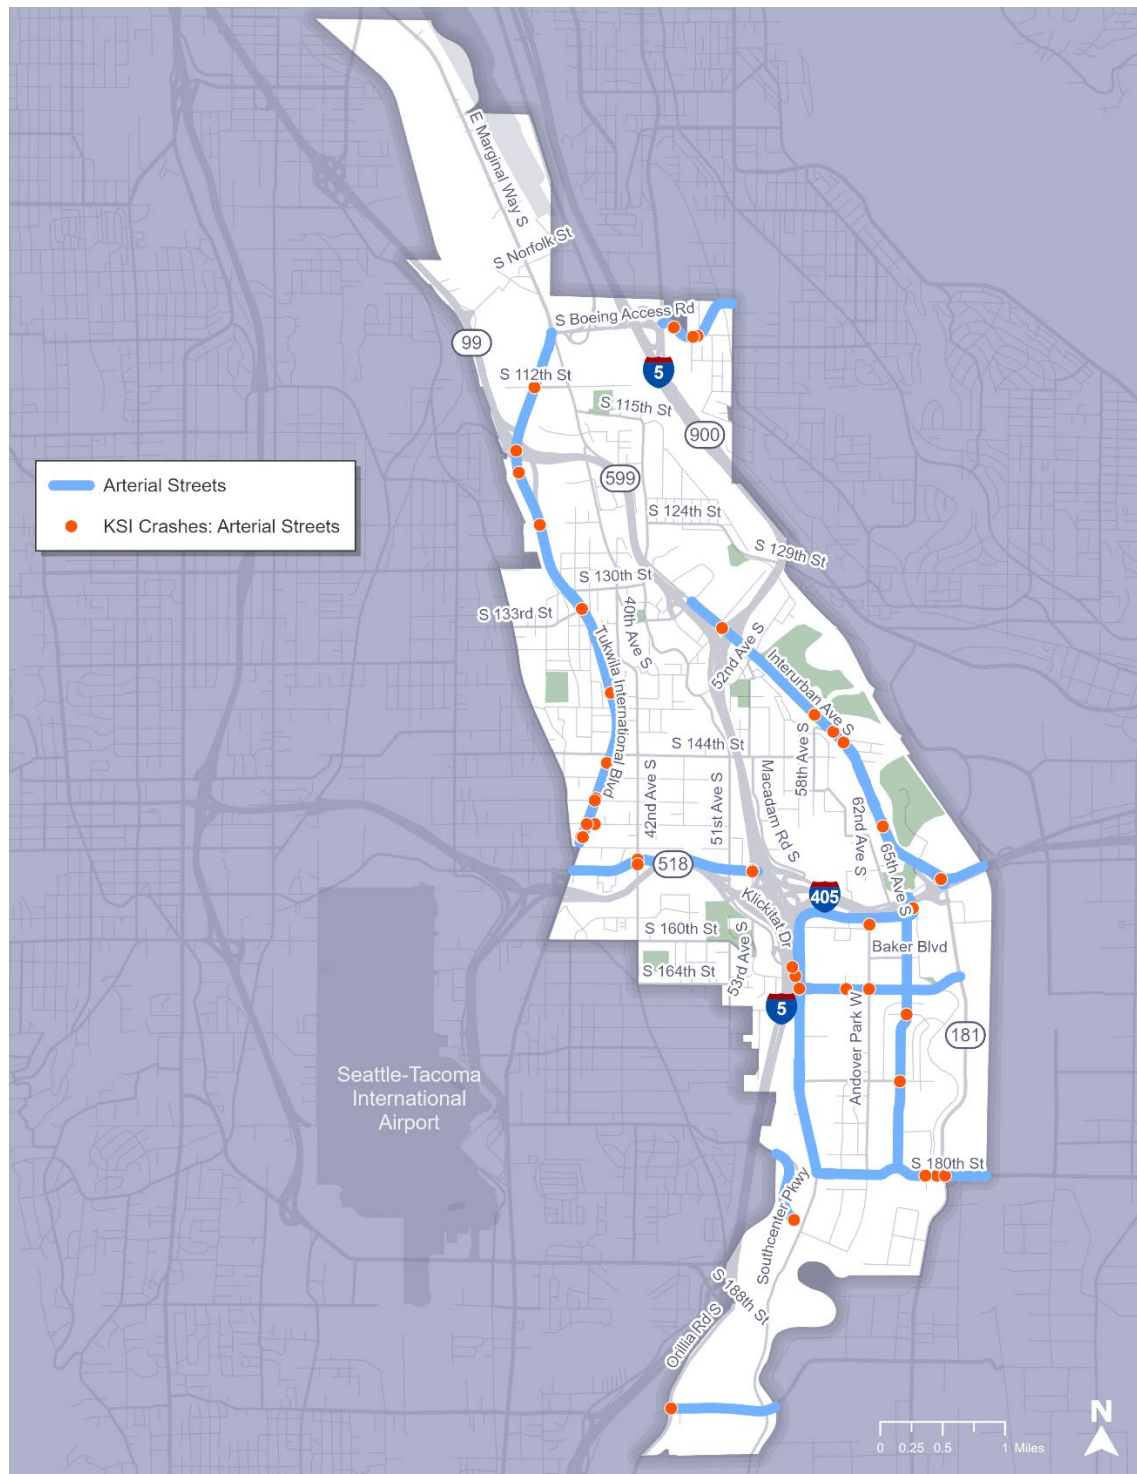 E Marginal Way S
S Norfolk St
S Boeing Access Rd
99
S 112th St
5
S 115th St
900
Arterial Streets
KSI Crashes: Arterial Streets
599
S 124th St
S 129th St
S 130th St
S 133rd St
40th Ave S
Tukwila International Blvd
52nd Ave S
Interurban Ave S
S 144th St
58th Ave S
42nd Ave S
51st Ave S
Macadam Rd S
62nd Ave S
65th Ave S
518
405
Klickitat Dr
S 160th St
53rd Ave S
Baker Blvd
S 164th St
5
Andover Park W
181
Seattle-Tacoma
International
Airport
S 180th St
Southcenter Pkwy
S 188th St
Orillia Rd S
N
0 0.25 0.5 1 Miles